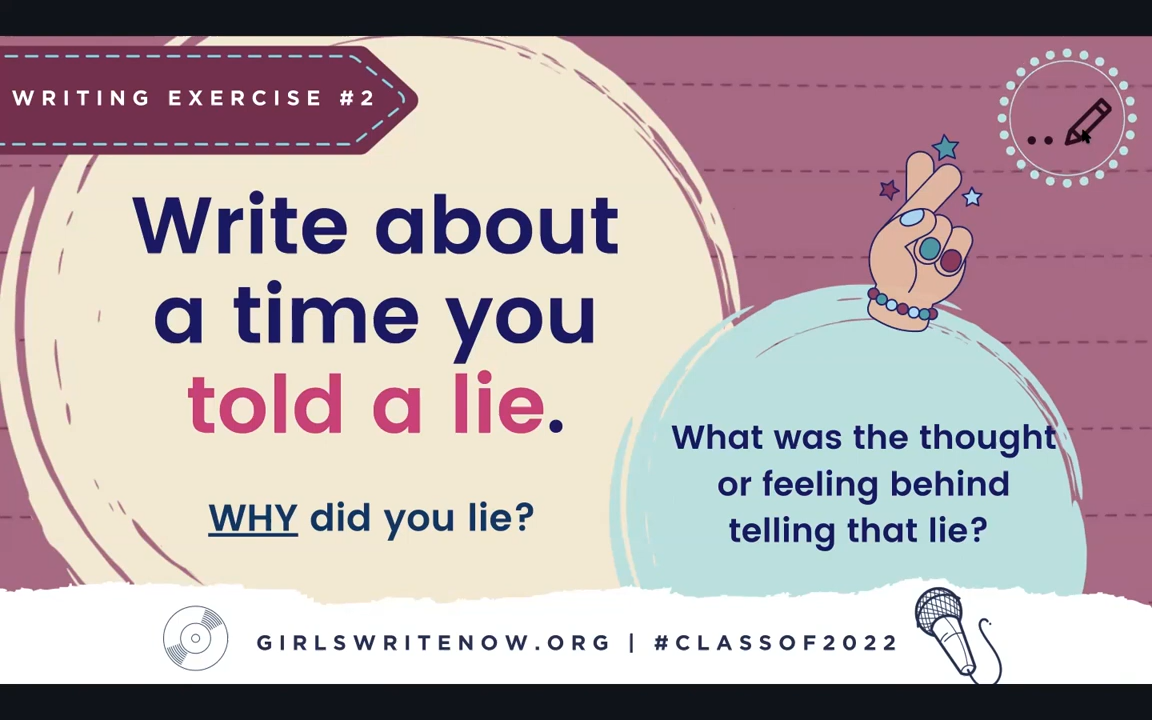 WRITING EXERCISE #2
Write about
a time you
told a lie.
WHY did you lie?
What was the thought
or feeling behind
telling that lie?
GIRLSWRITENOW.ORG | #CLASSOF2022